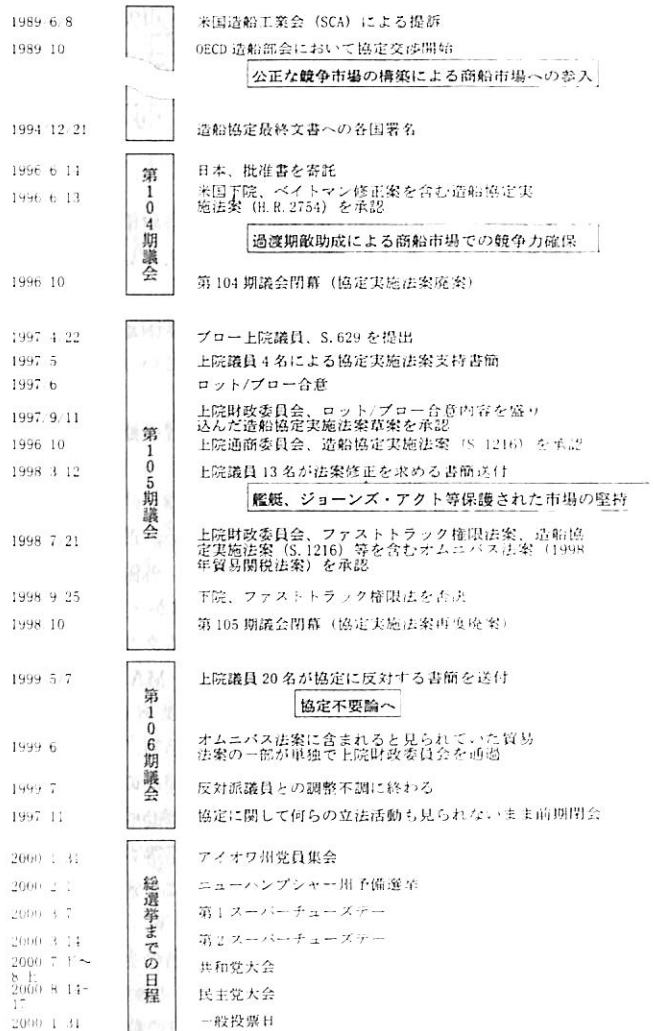 1989/6/8 米国造船工業会 (SCA) による提訴
1989 10 OECD 造船部会において協定交渉開始
公正な競争市場の構築による商船市場への参入
1994/12/21 造船協定最終文書への各国署名
第104期議会
1996 6 14 日本、批准書を寄託
1996 6 13 米国下院、ベイトマン修正案を含む造船協定実
施法案 (H.R.2754) を承認
過渡期敵助成による商船市場での競争力確保
1996 10 第104期議会閉幕 (協定実施法案廃案)
第105期議会
1997 4/22 ブロー上院議員、S.629 を提出
1997 5 上院議員4名による協定実施法案支持書簡
1997 6 ロット/ブロー合意
1997/9/11 上院財政委員会、ロット/ブロー合意内容を盛り
込んだ造船協定実施法案草案を承認
1996 10 上院通商委員会、造船協定実施法案 (S 1216) を承認
1998 3 12 上院議員13名が法案修正を求める書簡送付
艦艇、ジョーンズ・アクト等保護された市場の堅持
1998 7 21 上院財政委員会、ファストトラック権限法案、造船協
定実施法案 (S.1216) 等を含むオムニバス法案 (1998
年貿易関税法案) を承認
1998 9 25 下院、ファストトラック権限法を否決
1998 10 第105期議会閉幕 (協定実施法案再度廃案)
第106期議会
1999 5/7 上院議員20名が協定に反対する書簡を送付
協定不要論へ
1999 6 オムニバス法案に含まれると見られていた貿易
法案の一部が単独で上院財政委員会を通過
1999 7 反対派議員との調整不調に終わる
1997 11 協定に関して何らの立法活動も見られないまま前期閉会
総選挙までの日程
2000 1 31 アイオワ州党員集会
2000 2 1 ニューハンプシャー州予備選挙
2000 3 7 第1スーパーチューズデー
2000 3 14 第2スーパーチューズデー
2000 7 下~
8上 共和党大会
2000 8 14-
17 民主党大会
2000 1 31 一般投票日